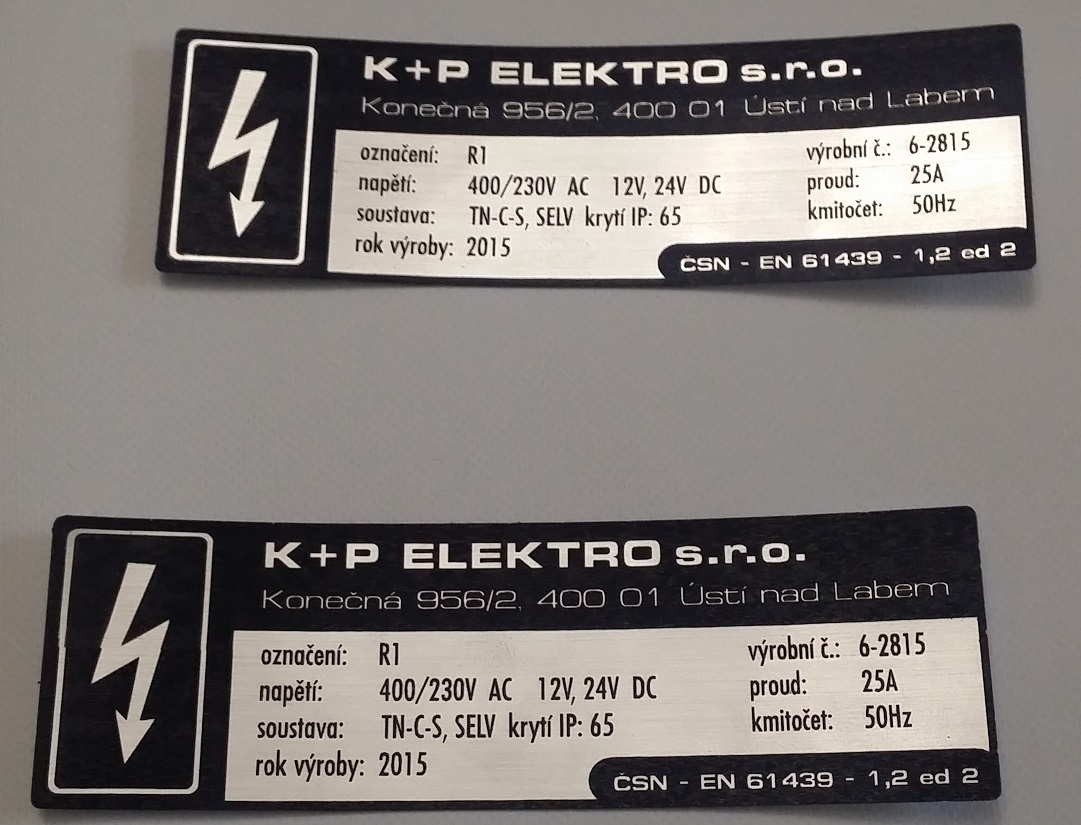 K+P ELEKTRO s.r.o.
Konečná 956/2, 400 01 Ústí nad Labem
označení: R1 výrobní č.: 6-2815
napětí: 400/230V AC 12V, 24V DC proud: 25A
soustava: TN-C-S, SELV krytí IP: 65 kmitočet: 50Hz
rok výroby: 2015
ČSN - EN 61439 - 1,2 ed 2
K+P ELEKTRO s.r.o.
Konečná 956/2, 400 01 Ústí nad Labem
označení: R1 výrobní č.: 6-2815
napětí: 400/230V AC 12V, 24V DC proud: 25A
soustava: TN-C-S, SELV krytí IP: 65 kmitočet: 50Hz
rok výroby: 2015
ČSN - EN 61439 - 1,2 ed 2